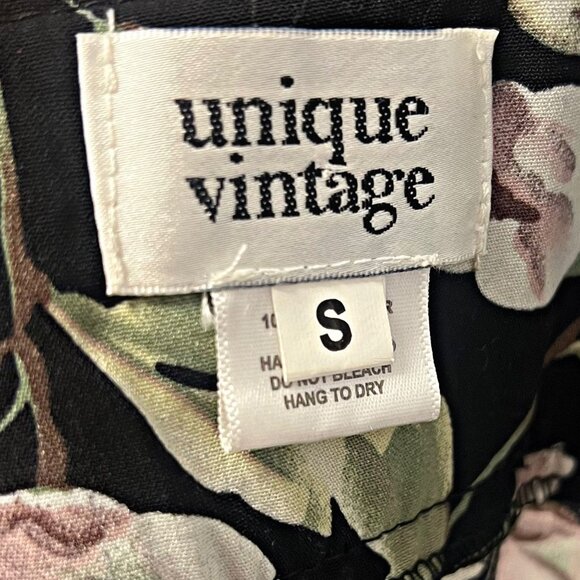 unique
vintage
S
DO NOT BLEACH
HANG TO DRY